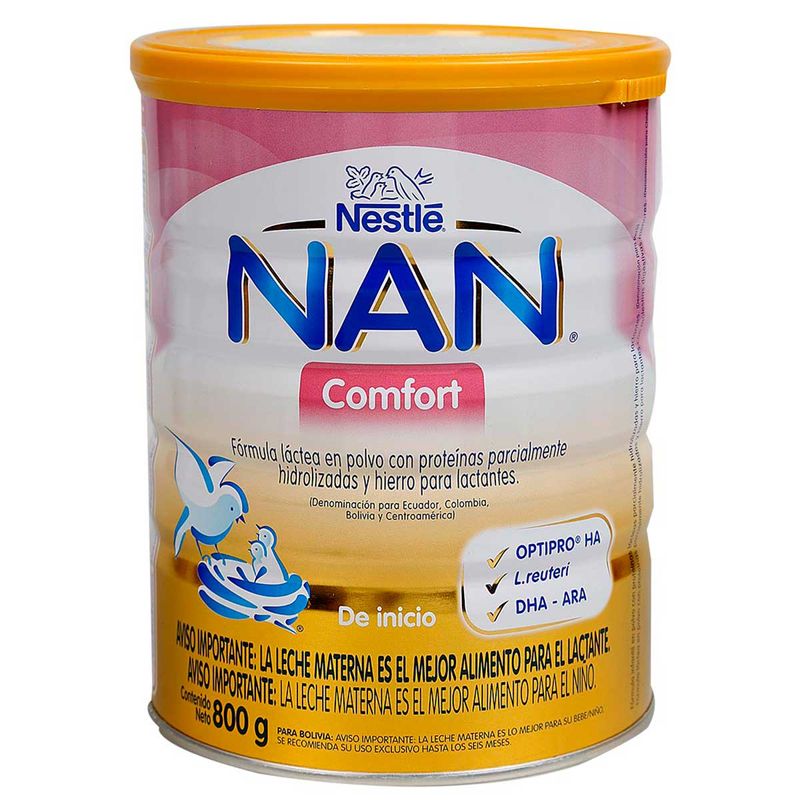 Nestlé
NAN®
Comfort
Fórmula láctea en polvo con proteínas parcialmente
hidrolizadas y hierro para lactantes.
(Denominación para Ecuador, Colombia,
Bolivia y Centroamérica)
OPTIPRO® HA
L.reuteri
DHA - ARA
De inicio
AVISO IMPORTANTE: LA LECHE MATERNA ES EL MEJOR ALIMENTO PARA EL LACTANTE.
AVISO IMPORTANTE: LA LECHE MATERNA ES EL MEJOR ALIMENTO PARA EL NIÑO.
Contenido
Neto 800 g
PARA BOLIVIA: AVISO IMPORTANTE: LA LECHE MATERNA ES LO MEJOR PARA SU BEBE/NIÑO.
SE RECOMIENDA SU USO EXCLUSIVO HASTA LOS SEIS MESES.